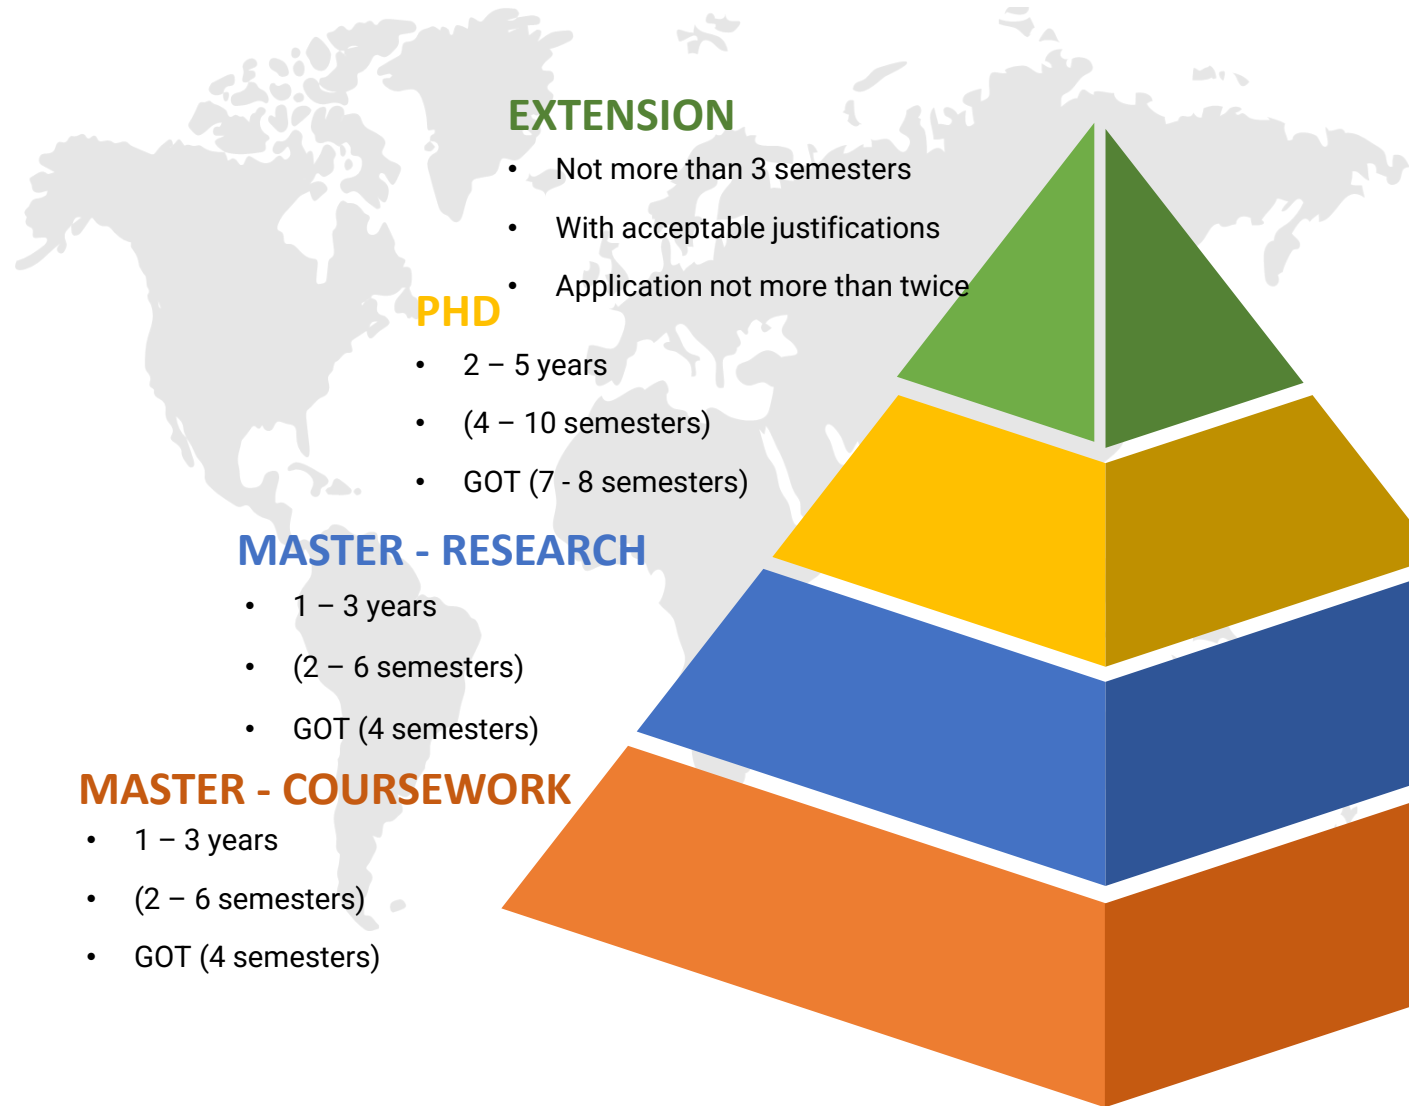 EXTENSION
• Not more than 3 semesters
• With acceptable justifications
• Application not more than twice
PHD
• 2 – 5 years
• (4 – 10 semesters)
• GOT (7 - 8 semesters)
MASTER - RESEARCH
• 1 – 3 years
• (2 – 6 semesters)
• GOT (4 semesters)
MASTER - COURSEWORK
• 1 – 3 years
• (2 – 6 semesters)
• GOT (4 semesters)